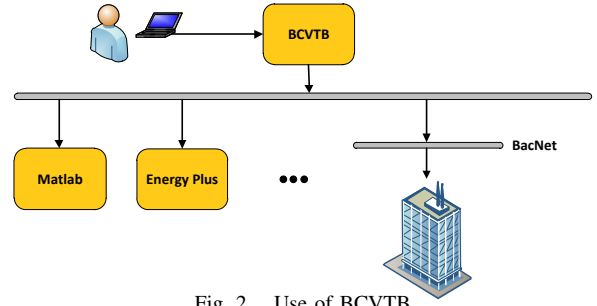 BCVTB
BacNet
Matlab
Energy Plus
Fig. 2. Use of BCVTB